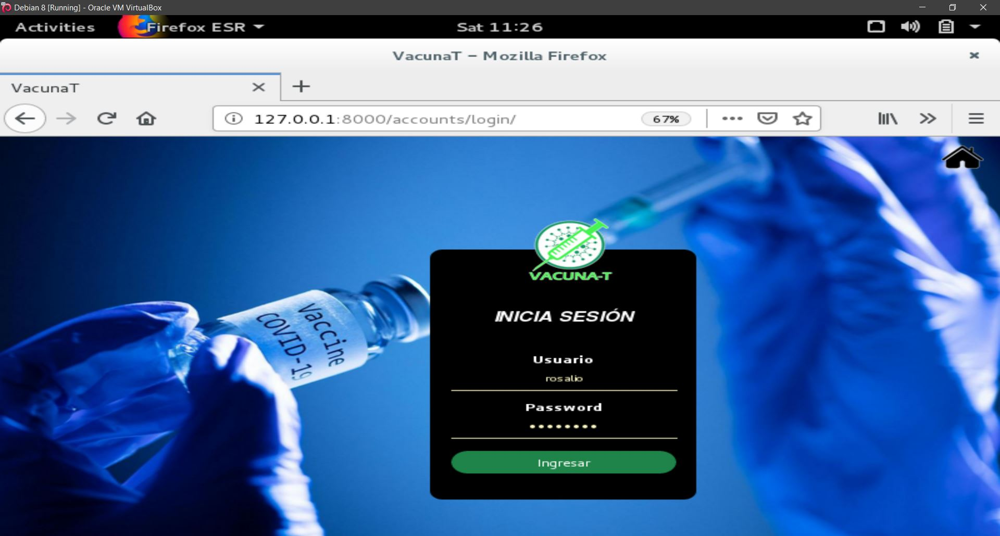 Debian 8 [Running] - Oracle VM VirtualBox
Activities Firefox ESR Sat 11:26
VacunaT - Mozilla Firefox
VacunaT
127.0.0.1:8000/accounts/login/ 67%
VACUNA-T
INICIA SESIÓN
Vaccine
COVID-19
Usuario
rosalio
Password
Ingresar